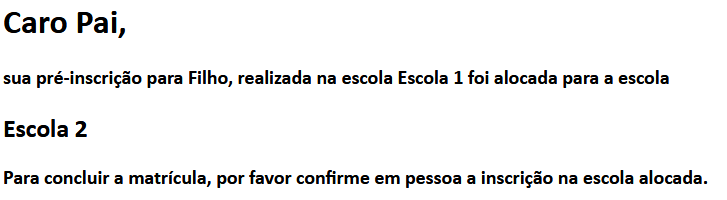 Caro Pai,
sua pré-inscrição para Filho, realizada na escola Escola 1 foi alocada para a escola
Escola 2
Para concluir a matrícula, por favor confirme em pessoa a inscrição na escola alocada.